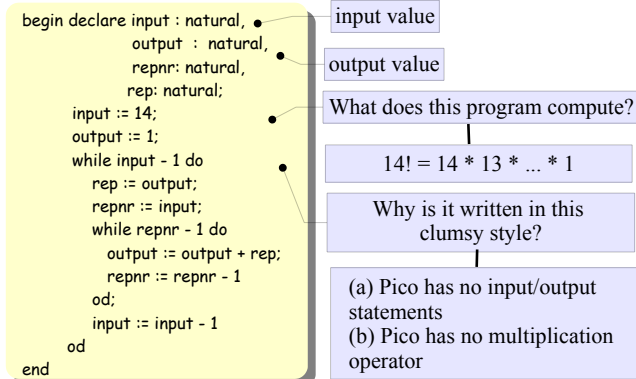 begin declare input : natural,
output : natural,
repnr: natural,
rep: natural;
input := 14;
output := 1;
while input - 1 do
rep := output;
repnr := input;
while repnr - 1 do
output := output + rep;
repnr := repnr - 1
od;
input := input - 1
od
end
input value
output value
What does this program compute?
14! = 14 * 13 * ... * 1
Why is it written in this
clumsy style?
(a) Pico has no input/output
statements
(b) Pico has no multiplication
operator